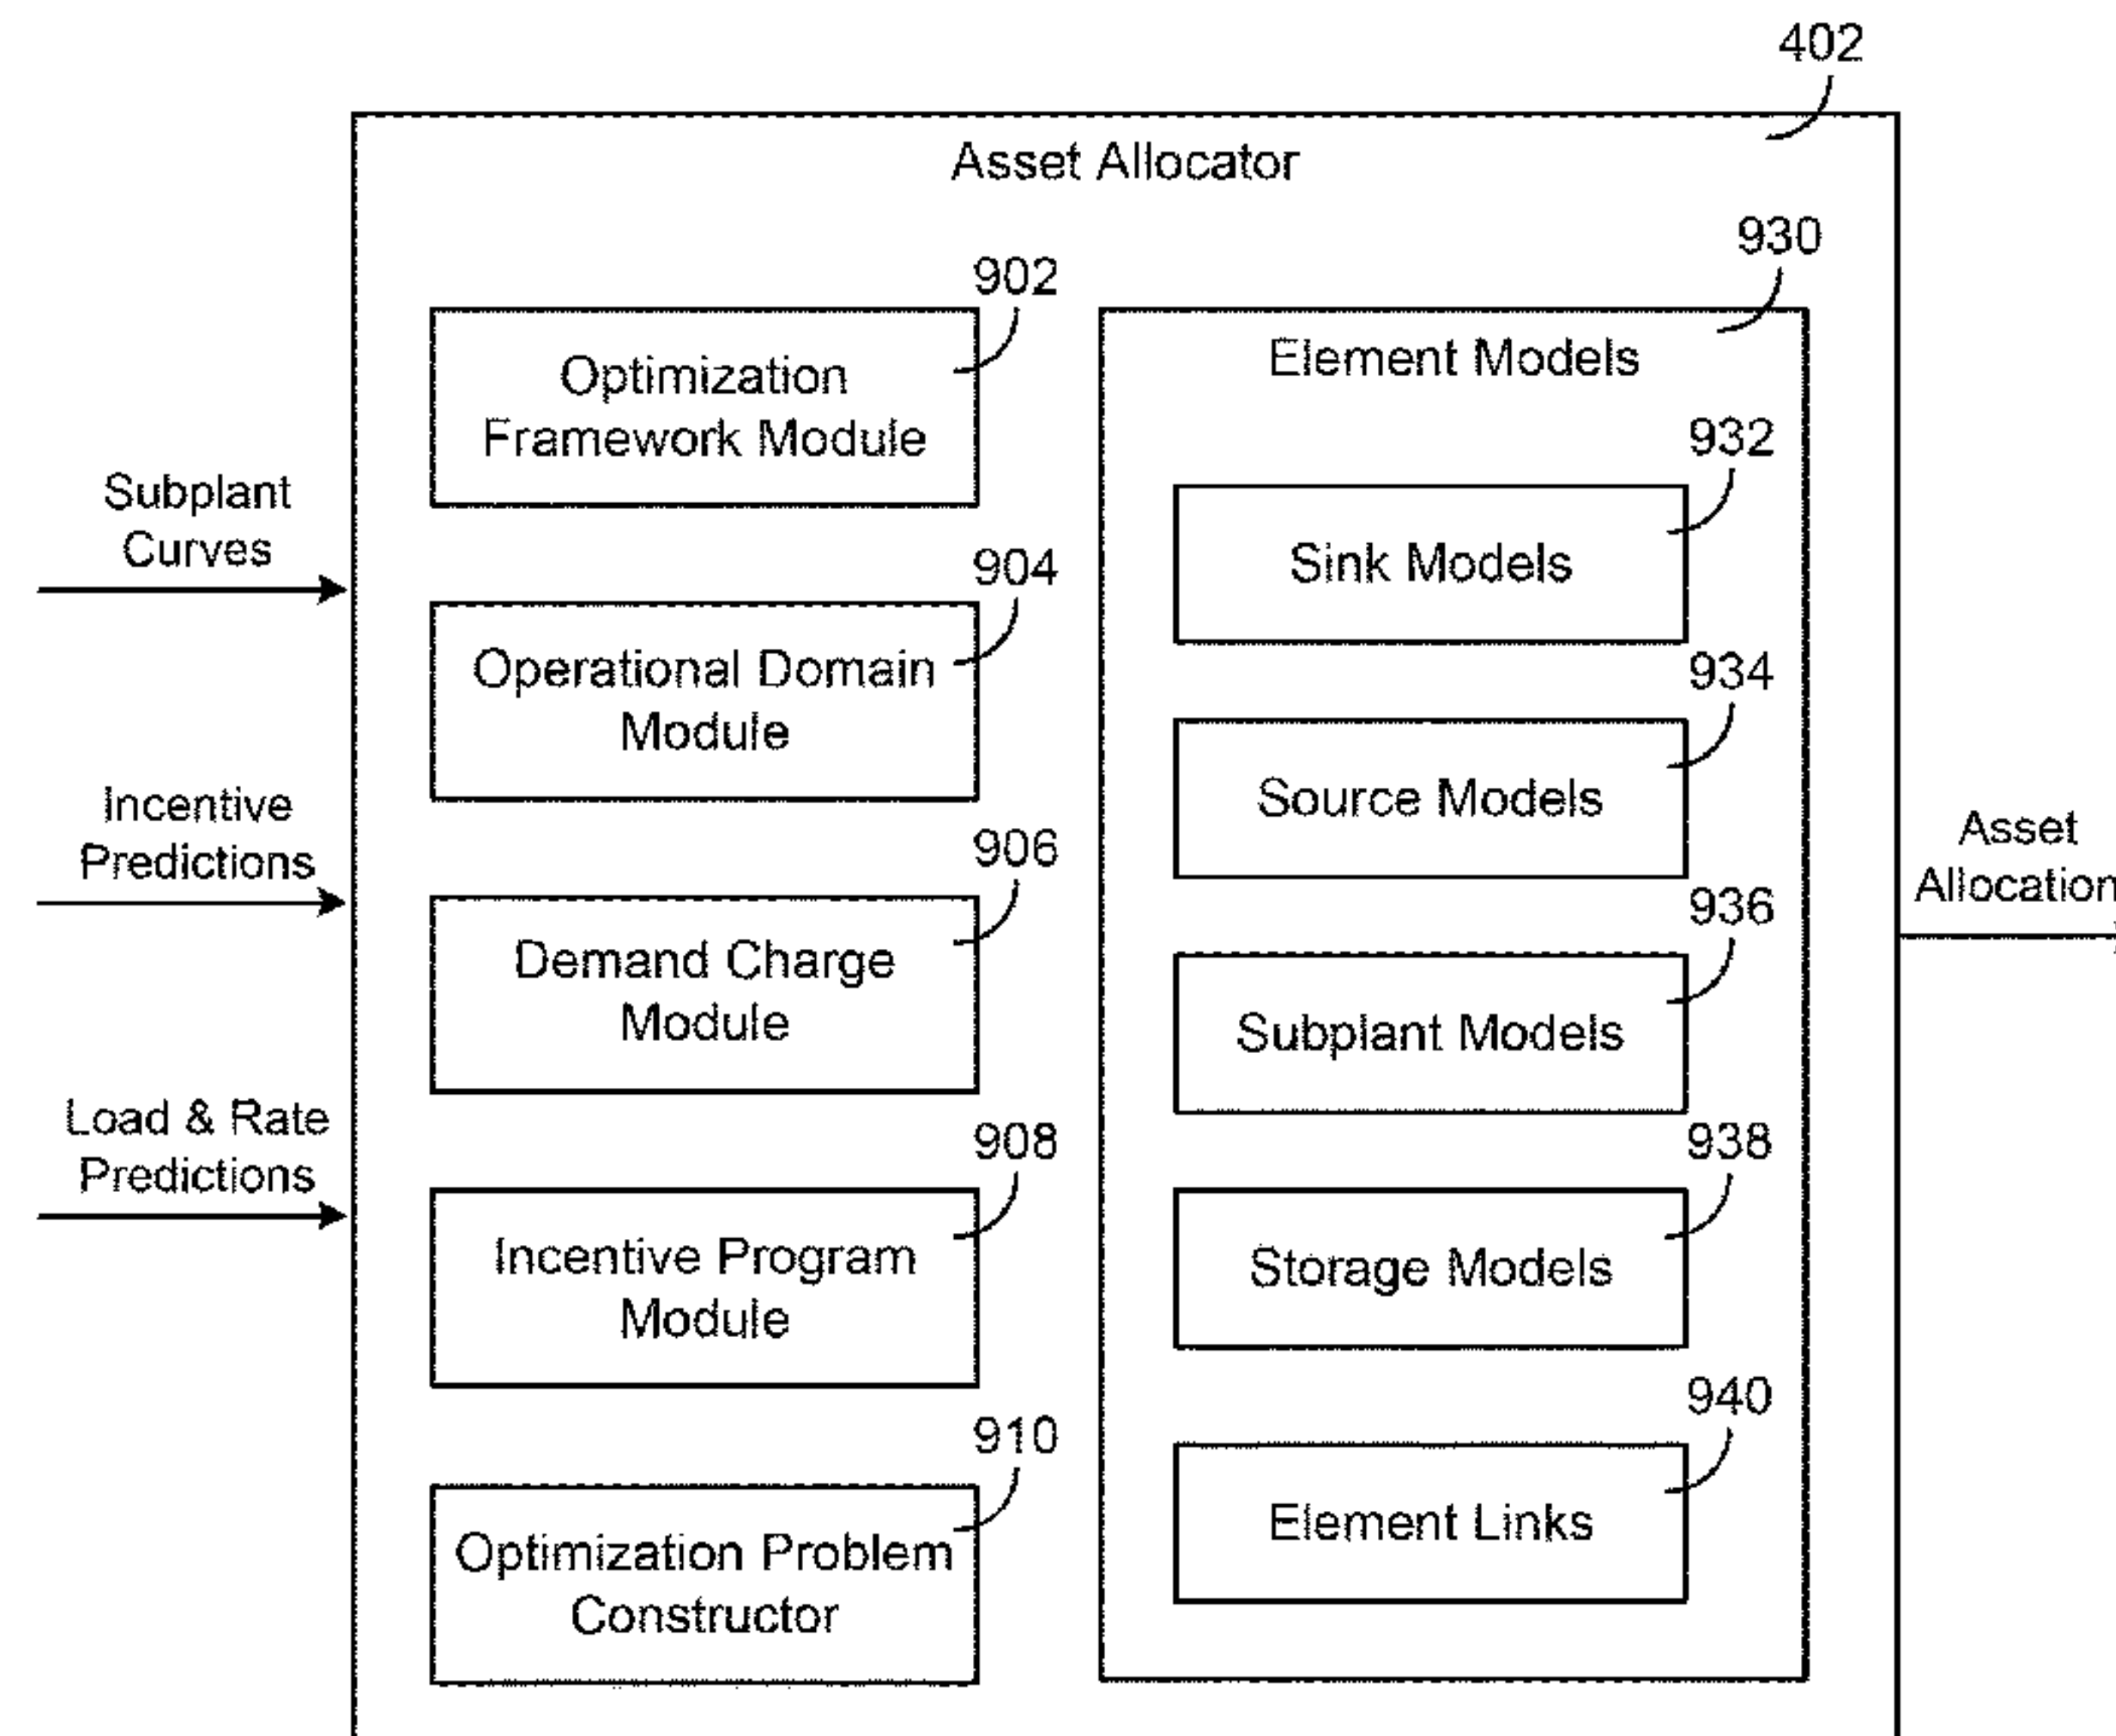 402
Asset Allocator
Subplant
Curves
Incentive
Predictions
Load & Rate
Predictions
902
Optimization
Framework Module
904
Operational Domain
Module
906
Demand Charge
Module
908
Incentive Program
Module
910
Optimization Problem
Constructor
930
Element Models
932
Sink Models
934
Source Models
936
Subplant Models
938
Storage Models
940
Element Links
Asset
Allocation